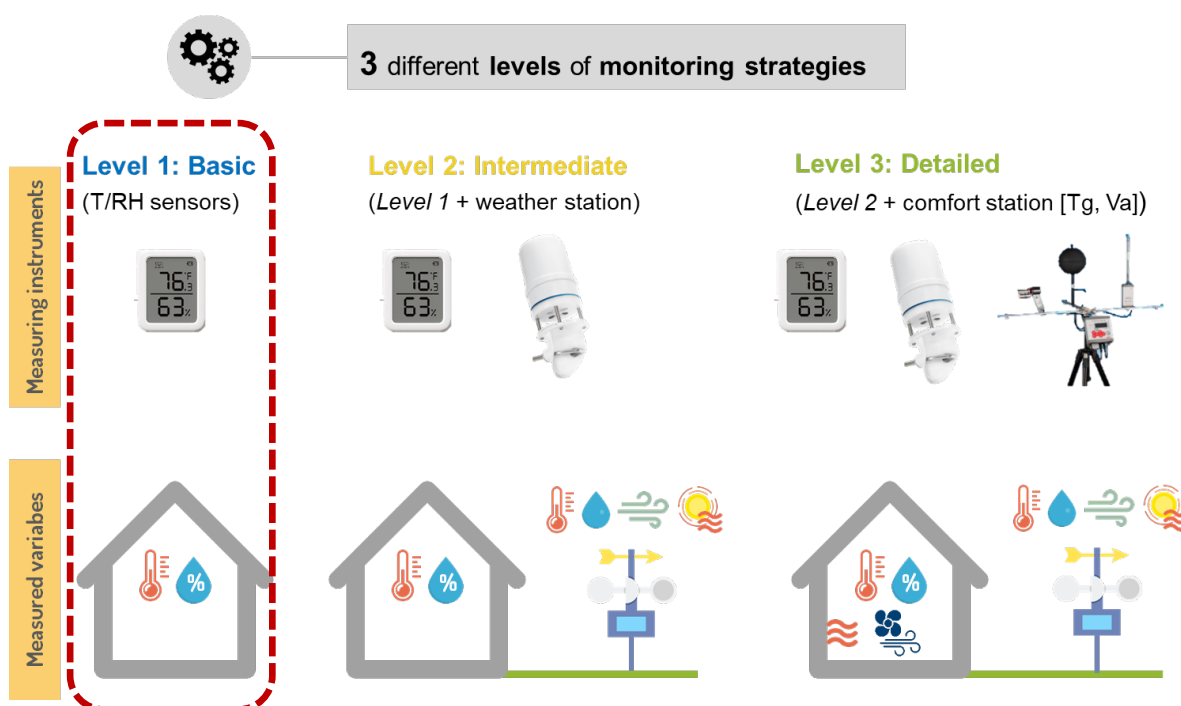 3 different levels of monitoring strategies
Level 1: Basic
(T/RH sensors)
Level 2: Intermediate
(Level 1 + weather station)
Level 3: Detailed
(Level 2 + comfort station [Tg, Va])
Measuring instruments
76.3 °F
63%
76.3 °F
63%
76.3 °F
63%
Measured variabes
%
%
%